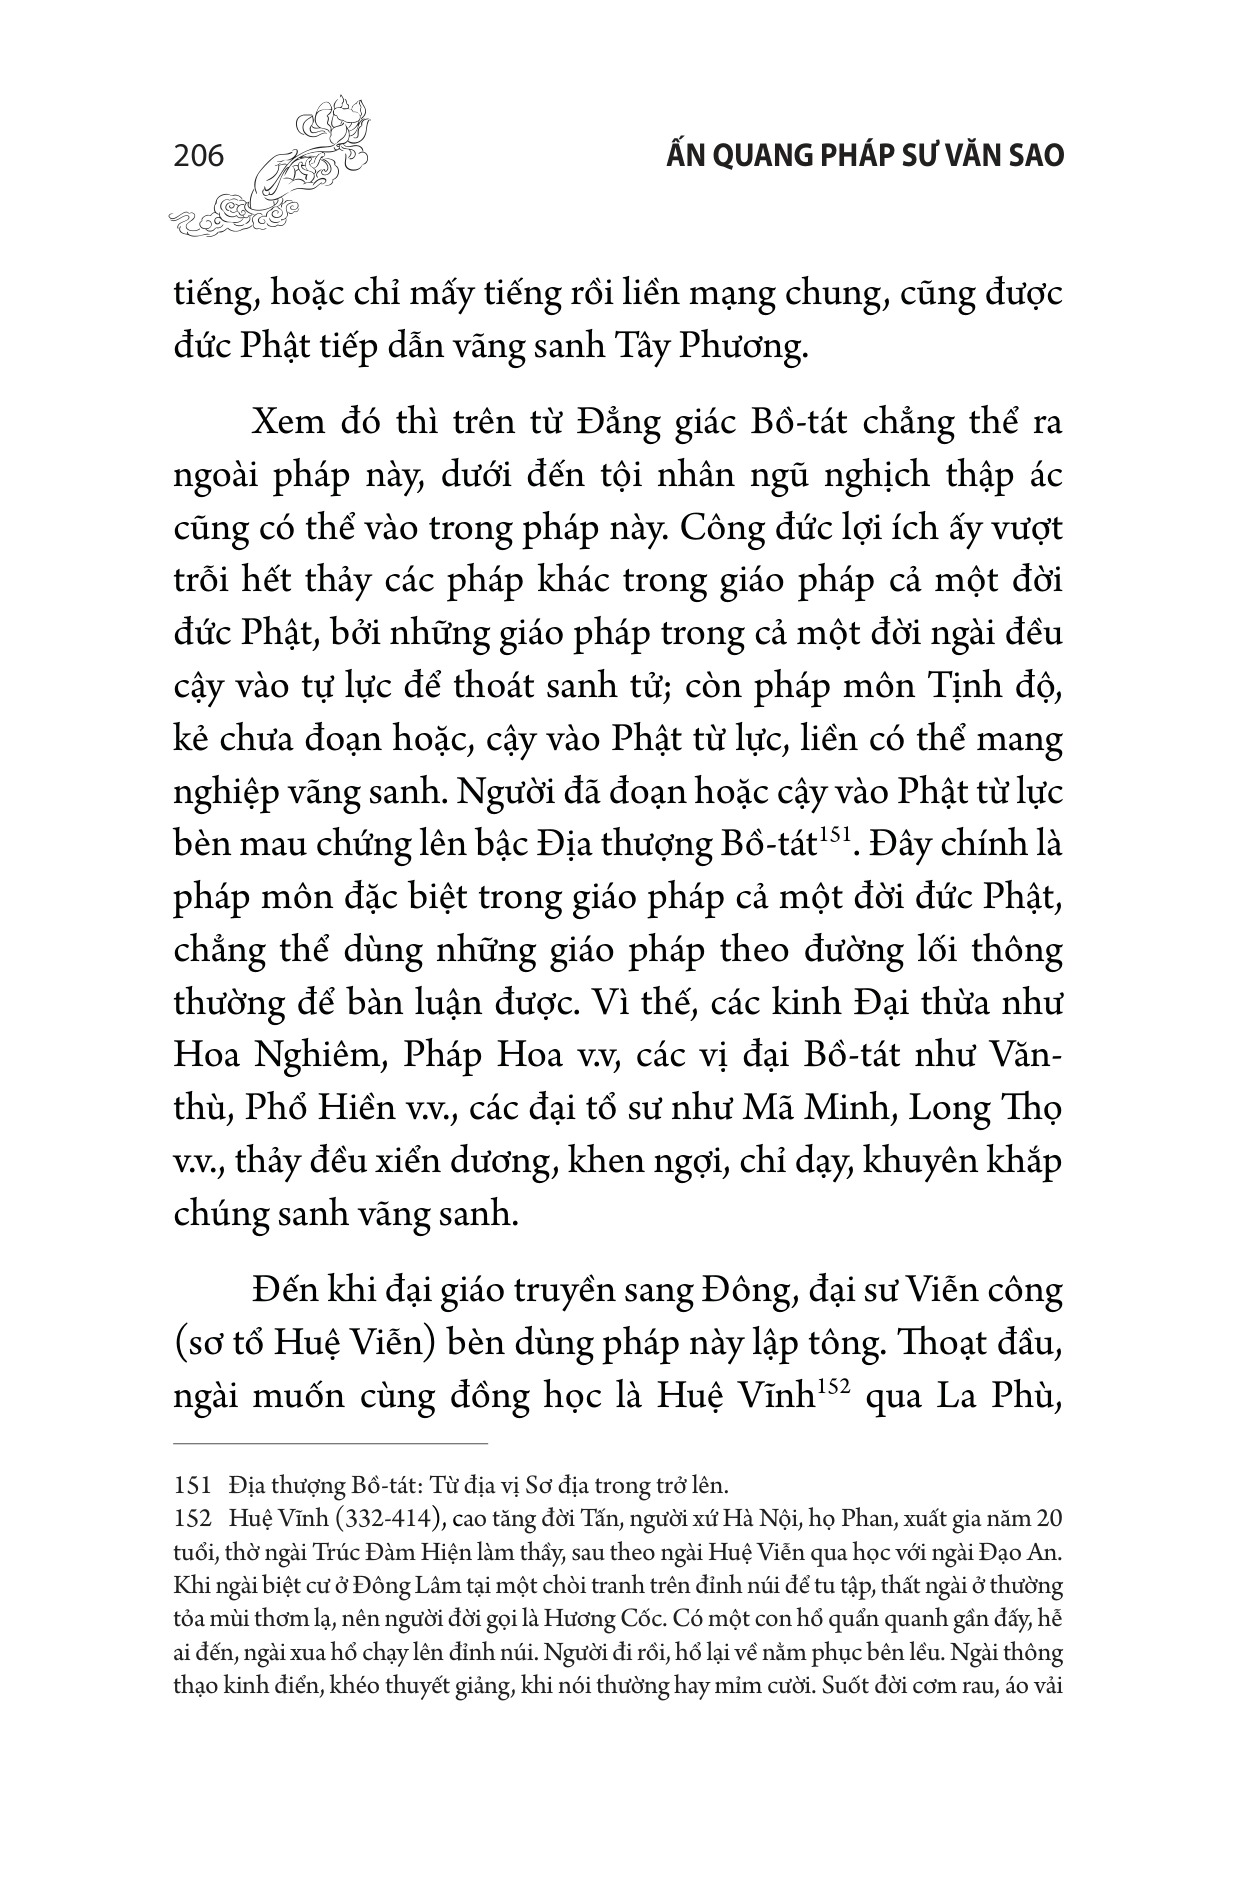 206
ẤN QUANG PHÁP SƯ VĂN SAO
tiếng, hoặc chỉ mấy tiếng rồi liền mạng chung, cũng được
đức Phật tiếp dẫn vãng sanh Tây Phương.
Xem đó thì trên từ Đẳng giác Bồ-tát chẳng thể ra
ngoài pháp này, dưới đến tội nhân ngũ nghịch thập ác
cũng có thể vào trong pháp này. Công đức lợi ích ấy vượt
trỗi hết thảy các pháp khác trong giáo pháp cả một đời
đức Phật, bởi những giáo pháp trong cả một đời ngài đều
cậy vào tự lực để thoát sanh tử; còn pháp môn Tịnh độ,
kẻ chưa đoạn hoặc, cậy vào Phật từ lực, liền có thể mang
nghiệp vãng sanh. Người đã đoạn hoặc cậy vào Phật từ lực
bèn mau chứng lên bậc Địa thượng Bồ-tát151. Đây chính là
pháp môn đặc biệt trong giáo pháp cả một đời đức Phật,
chẳng thể dùng những giáo pháp theo đường lối thông
thường để bàn luận được. Vì thế, các kinh Đại thừa như
Hoa Nghiêm, Pháp Hoa v.v, các vị đại Bồ-tát như Văn-
thù, Phổ Hiền v.v., các đại tổ sư như Mã Minh, Long Thọ
v.v., thảy đều xiển dương, khen ngợi, chỉ dạy, khuyên khắp
chúng sanh vãng sanh.
Đến khi đại giáo truyền sang Đông, đại sư Viễn công
(sơ tổ Huệ Viễn) bèn dùng pháp này lập tông. Thoạt đầu,
ngài muốn cùng đồng học là Huệ Vĩnh152 qua La Phù,
151 Địa thượng Bồ-tát: Từ địa vị Sơ địa trong trở lên.
152 Huệ Vĩnh (332-414), cao tăng đời Tấn, người xứ Hà Nội, họ Phan, xuất gia năm 20
tuổi, thờ ngài Trúc Đàm Hiện làm thầy, sau theo ngài Huệ Viễn qua học với ngài Đạo An.
Khi ngài biệt cư ở Đông Lâm tại một chòi tranh trên đỉnh núi để tu tập, thất ngài ở thường
tỏa mùi thơm lạ, nên người đời gọi là Hương Cốc. Có một con hổ quẩn quanh gần đấy, hễ
ai đến, ngài xua hổ chạy lên đỉnh núi. Người đi rồi, hổ lại về nằm phục bên lều. Ngài thông
thạo kinh điển, khéo thuyết giảng, khi nói thường hay mỉm cười. Suốt đời cơm rau, áo vải